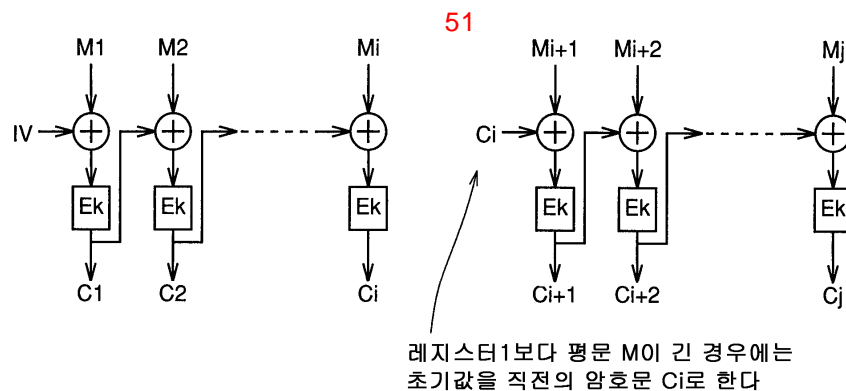 51
M1 M2 Mi Mi+1 Mi+2 Mj
IV Ci
Ek Ek Ek Ek Ek Ek
C1 C2 Ci Ci+1 Ci+2 Cj
레지스터1보다 평문 M이 긴 경우에는
초기값을 직전의 암호문 Ci로 한다